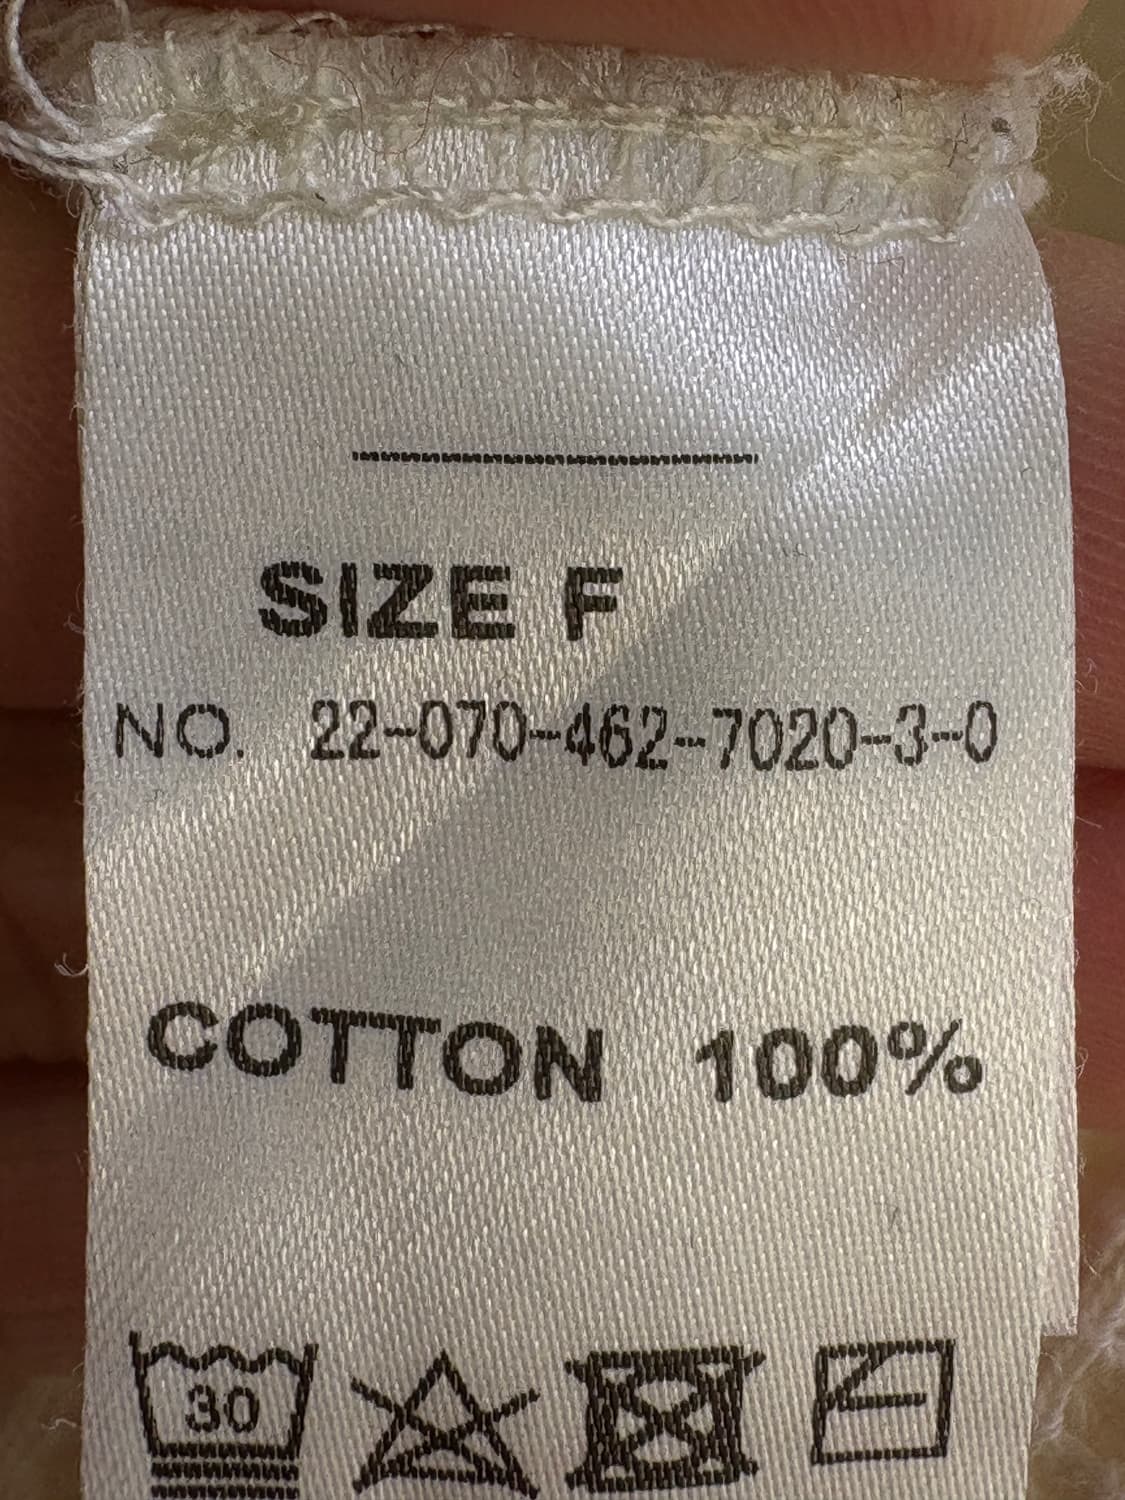 SIZE F
NO. 22-070-462-7020-3-0
COTTON 100%
30